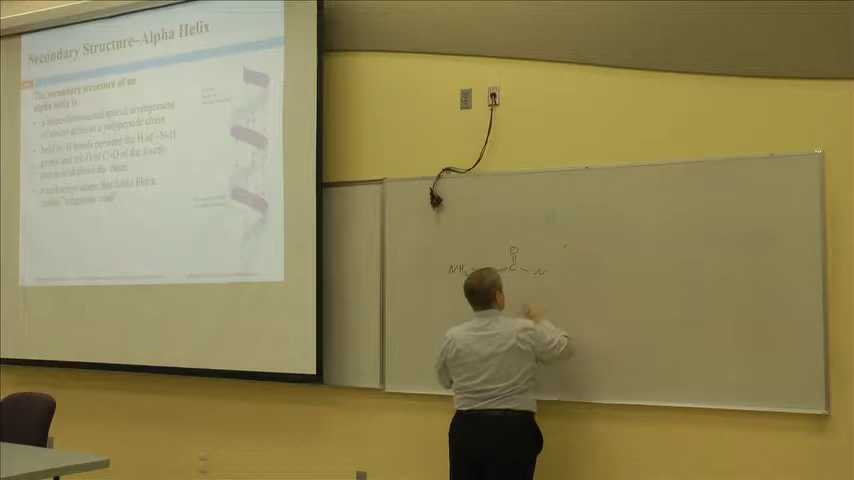 Secondary Structure–Alpha Helix
The secondary structure of an
alpha helix is
• a three-dimensional spatial arrangement
of amino acids in a polypeptide chain
• held by H bonds between the H of –N–H
group and the O of C=O of the fourth
amino acid down the chain
• a corkscrew shape that looks like a
coiled "telephone cord"
O
NH₂ C N